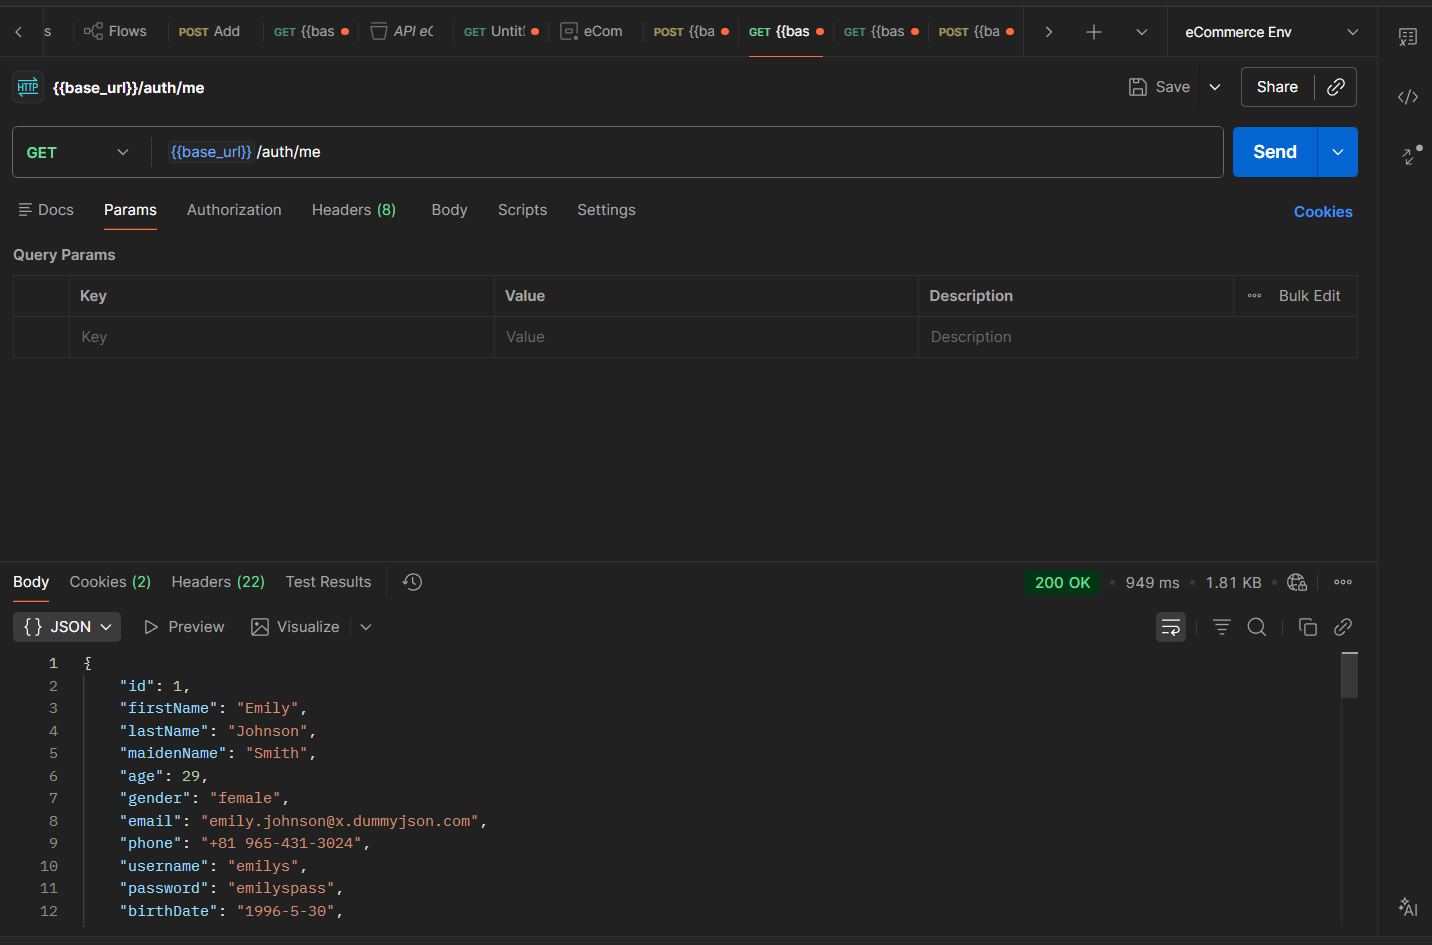 s Flows POST Add GET {{bas API eC GET Untit eCom POST {{ba GET {{bas GET {{bas POST {{ba eCommerce Env
HTTP {{base_url}}/auth/me Save Share
GET {{base_url}} /auth/me Send
Docs Params Authorization Headers (8) Body Scripts Settings Cookies
Query Params
Key Value Description Bulk Edit
Key Value Description
Body Cookies (2) Headers (22) Test Results 200 OK • 949 ms • 1.81 KB •
{} JSON Preview Visualize
1 {
2 "id": 1,
3 "firstName": "Emily",
4 "lastName": "Johnson",
5 "maidenName": "Smith",
6 "age": 29,
7 "gender": "female",
8 "email": "emily.johnson@x.dummyjson.com",
9 "phone": "+81 965-431-3024",
10 "username": "emilys",
11 "password": "emilyspass",
12 "birthDate": "1996-5-30",
AI